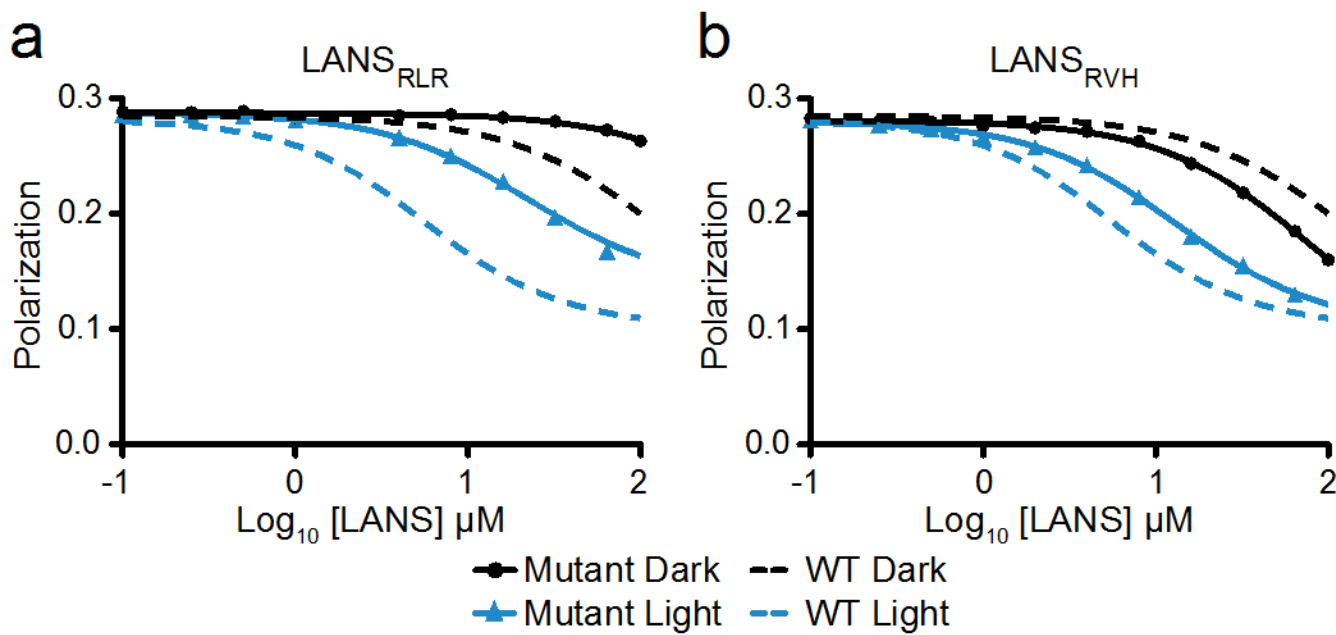 a
LANS_RLR
0.3
0.2
0.1
0.0
Polarization
-1 0 1 2
Log₁₀ [LANS] µM
b
LANS_RVH
0.3
0.2
0.1
0.0
Polarization
-1 0 1 2
Log₁₀ [LANS] µM
Mutant Dark WT Dark
Mutant Light WT Light